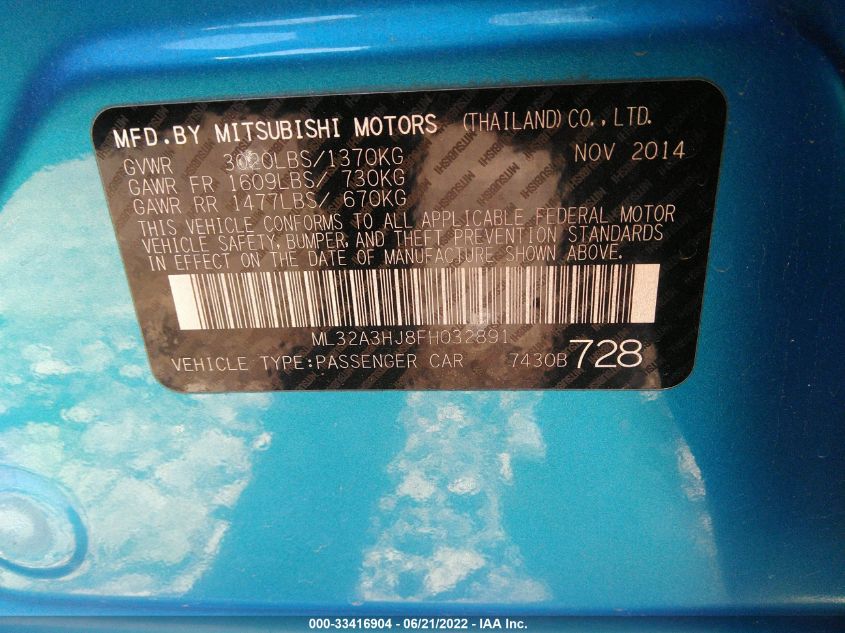 MFD.BY MITSUBISHI MOTORS (THAILAND) CO., LTD.
GVWR 3020LBS/1370KG NOV 2014
GAWR FR 1609LBS/ 730KG
GAWR RR 1477LBS/ 670KG
THIS VEHICLE CONFORMS TO ALL APPLICABLE FEDERAL MOTOR
VEHICLE SAFETY, BUMPER, AND THEFT PREVENTION STANDARDS
IN EFFECT ON THE DATE OF MANUFACTURE SHOWN ABOVE.
ML32A3HJ8FH032891
VEHICLE TYPE:PASSENGER CAR 7430B 728
000-33416904 - 06/21/2022 - IAA Inc.